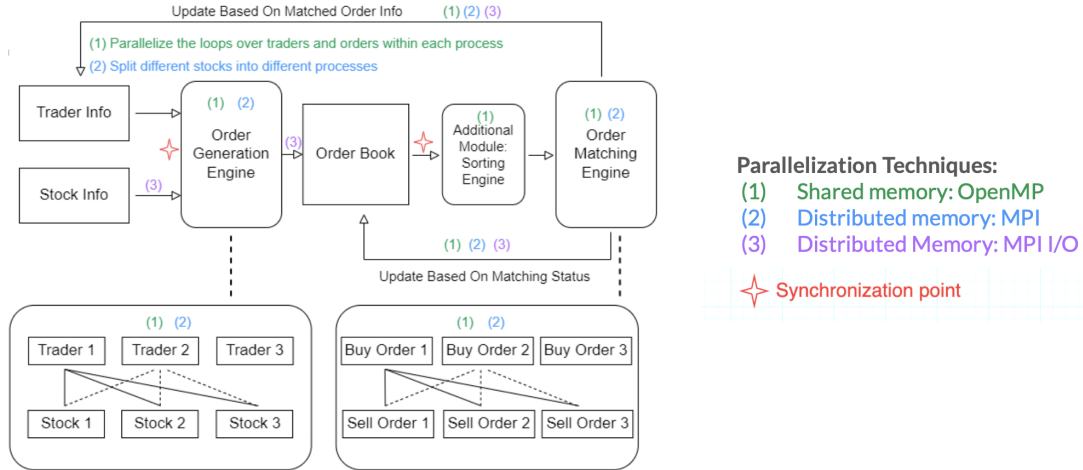 Update Based On Matched Order Info (1) (2) (3)
(1) Parallelize the loops over traders and orders within each process
(2) Split different stocks into different processes
Trader Info
Stock Info
(3)
(1) (2)
Order
Generation
Engine
(3)
Order Book
(1)
Additional
Module:
Sorting
Engine
(1) (2)
Order
Matching
Engine
(1) (2) (3)
Update Based On Matching Status
(1) (2)
Trader 1 Trader 2 Trader 3
Stock 1 Stock 2 Stock 3
(1) (2)
Buy Order 1 Buy Order 2 Buy Order 3
Sell Order 1 Sell Order 2 Sell Order 3
Parallelization Techniques:
(1) Shared memory: OpenMP
(2) Distributed memory: MPI
(3) Distributed Memory: MPI I/O
Synchronization point